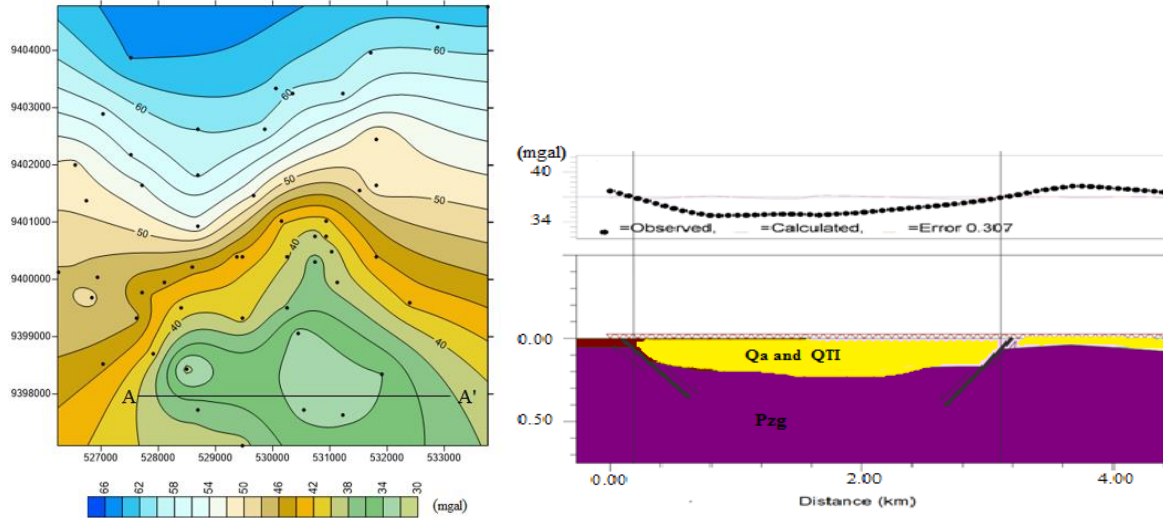 9404000
9403000
9402000
9401000
9400000
9399000
9398000
60
60
60
50
50
50
50
40
40
40
A A'
527000 528000 529000 530000 531000 532000 533000
66 62 58 54 50 46 42 38 34 30 (mgal)
(mgal)
40
34
=Observed, =Calculated, =Error 0.307
0.00
Qa and QTI
Pzg
0.50
0.00 2.00 4.00
Distance (km)